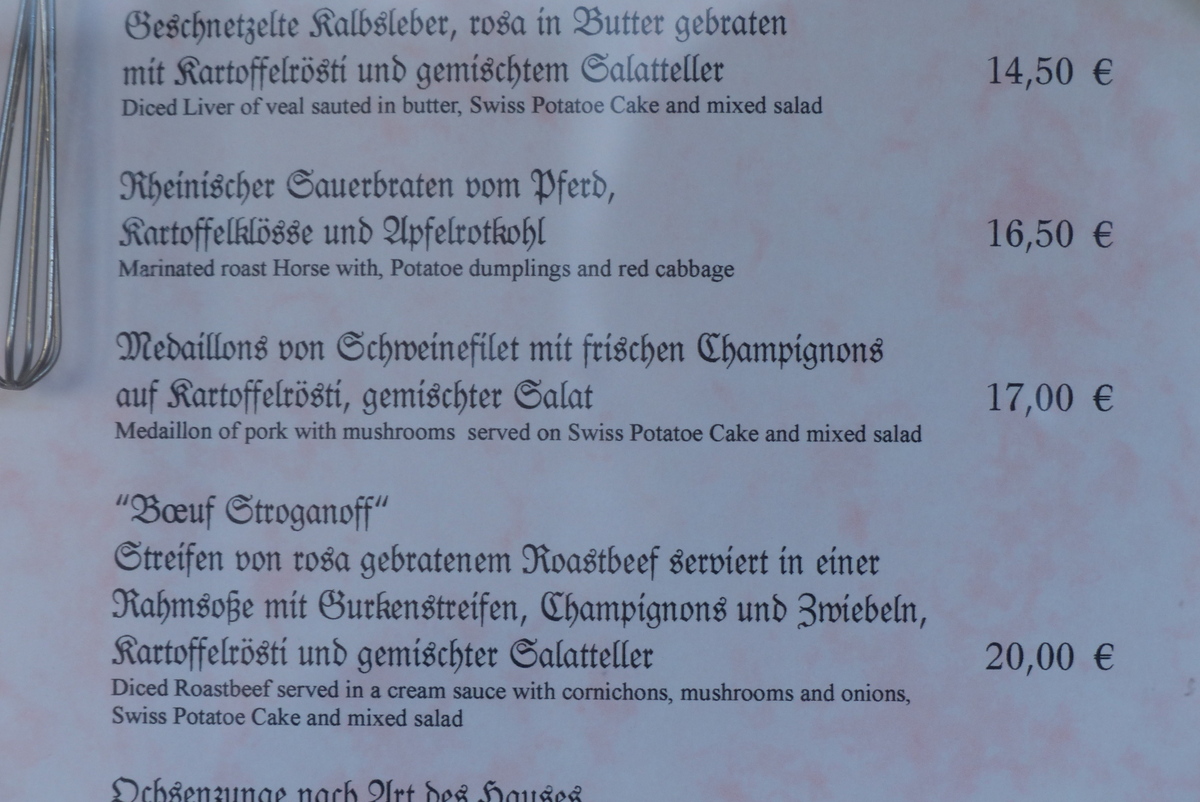 Geschnetzelte Kalbsleber, rosa in Butter gebraten
mit Kartoffelrösti und gemischtem Salatteller 14,50 €
Diced Liver of veal sauted in butter, Swiss Potatoe Cake and mixed salad
Rheinischer Sauerbraten vom Pferd,
Kartoffelklösse und Apfelrotkohl 16,50 €
Marinated roast Horse with, Potatoe dumplings and red cabbage
Medaillons von Schweinefilet mit frischen Champignons
auf Kartoffelrösti, gemischter Salat 17,00 €
Medaillon of pork with mushrooms served on Swiss Potatoe Cake and mixed salad
“Bœuf Stroganoff“
Streifen von rosa gebratenem Roastbeef serviert in einer
Rahmsoße mit Gurkenstreifen, Champignons und Zwiebeln,
Kartoffelrösti und gemischter Salatteller 20,00 €
Diced Roastbeef served in a cream sauce with cornichons, mushrooms and onions,
Swiss Potatoe Cake and mixed salad
Ochsenzunge nach Art des Hauses